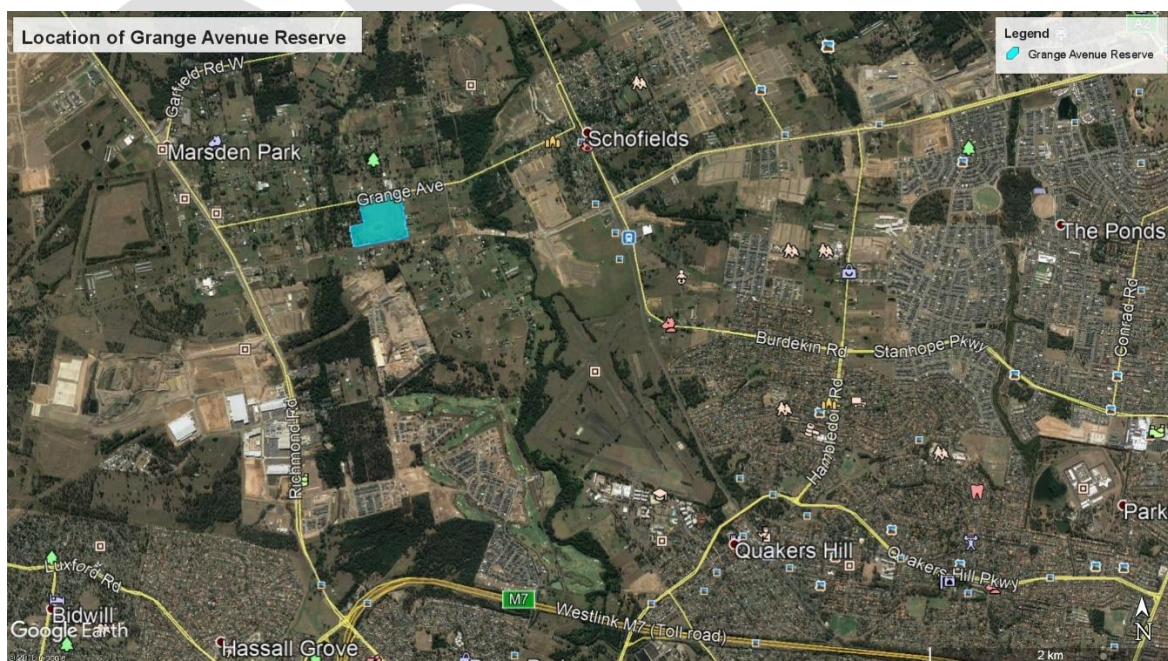 Location of Grange Avenue Reserve
Legend
Grange Avenue Reserve
A2
Garfield Rd W
Marsden Park
Schofields
Grange Ave
The Ponds
Conrad Rd
Burdekin Rd
Stanhope Pkwy
Richmond Rd
Hambledon Rd
Park
Quakers Hill
Quakers Hill Pkwy
Luxford Rd
M7
Westlink M7 (Toll road)
Bidwill
Google Earth
Hassall Grove
N
2 km